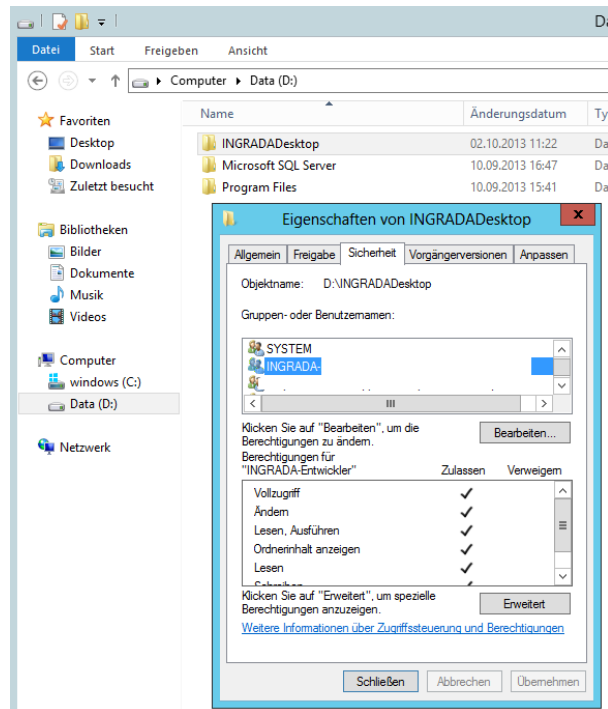 Da
Datei Start Freigeben Ansicht
Computer Data (D:)
Name Änderungsdatum Ty
Favoriten
Desktop
Downloads
Zuletzt besucht
Bibliotheken
Bilder
Dokumente
Musik
Videos
Computer
windows (C:)
Data (D:)
Netzwerk
INGRADADesktop 02.10.2013 11:22 Da
Microsoft SQL Server 10.09.2013 16:47 Da
Program Files 10.09.2013 15:41 Da
Eigenschaften von INGRADADesktop x
Allgemein Freigabe Sicherheit Vorgängerversionen Anpassen
Objektname: D:\INGRADADesktop
Gruppen- oder Benutzernamen:
SYSTEM
INGRADA-
Klicken Sie auf "Bearbeiten", um die
Berechtigungen zu ändern.
Bearbeiten...
Berechtigungen für
"INGRADA-Entwickler" Zulassen Verweigern
Vollzugriff
Ändern
Lesen, Ausführen
Ordnerinhalt anzeigen
Lesen
Klicken Sie auf "Erweitert", um spezielle
Berechtigungen anzuzeigen.
Erweitert
Weitere Informationen über Zugriffssteuerung und Berechtigungen
Schließen Abbrechen Übernehmen